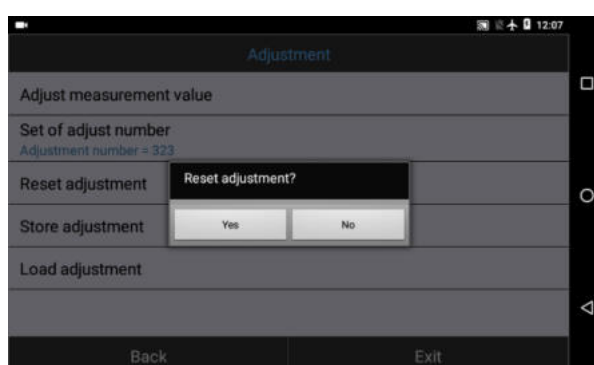 12:07
Adjustment
Adjust measurement value
Set of adjust number
Adjustment number = 323
Reset adjustment
Reset adjustment?
Yes No
Store adjustment
Load adjustment
Back Exit